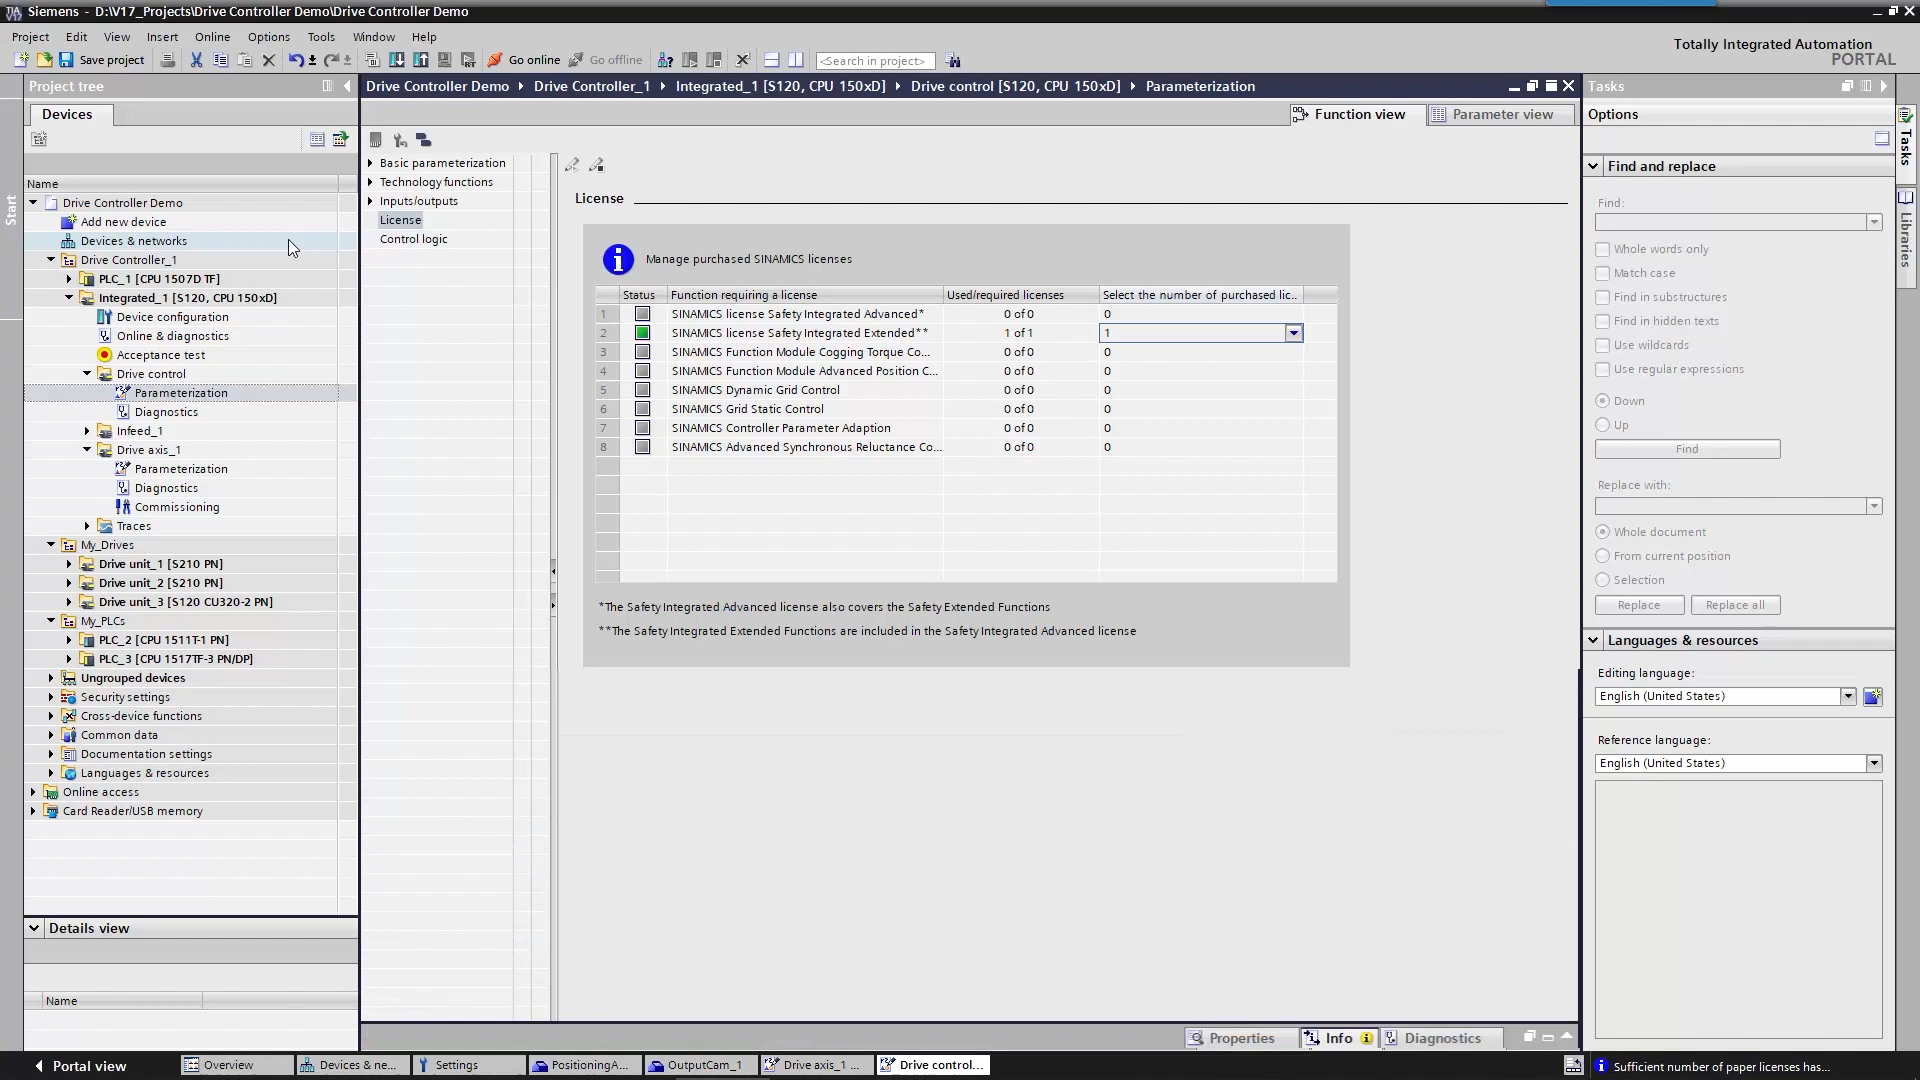 Siemens - D:\V17_Projects\Drive Controller Demo\Drive Controller Demo
Project Edit View Insert Online Options Tools Window Help
Totally Integrated Automation
PORTAL
Save project Go online Go offline <Search in project>
Project tree
Drive Controller Demo Drive Controller_1 Integrated_1 [S120, CPU 150xD] Drive control [S120, CPU 150xD] Parameterization
Tasks
Devices
Function view Parameter view
Options
Start
Name
Drive Controller Demo
Add new device
Devices & networks
Drive Controller_1
PLC_1 [CPU 1507D TF]
Integrated_1 [S120, CPU 150xD]
Device configuration
Online & diagnostics
Acceptance test
Drive control
Parameterization
Diagnostics
Infeed_1
Drive axis_1
Parameterization
Diagnostics
Commissioning
Traces
My_Drives
Drive unit_1 [S210 PN]
Drive unit_2 [S210 PN]
Drive unit_3 [S120 CU320-2 PN]
My_PLCs
PLC_2 [CPU 1511T-1 PN]
PLC_3 [CPU 1517TF-3 PN/DP]
Ungrouped devices
Security settings
Cross-device functions
Common data
Documentation settings
Languages & resources
Online access
Card Reader/USB memory
Details view
Name
Basic parameterization
Technology functions
Inputs/outputs
License
Control logic
License
Manage purchased SINAMICS licenses
Status Function requiring a license Used/required licenses Select the number of purchased lic..
1 SINAMICS license Safety Integrated Advanced* 0 of 0 0
2 SINAMICS license Safety Integrated Extended** 1 of 1 1
3 SINAMICS Function Module Cogging Torque Co... 0 of 0 0
4 SINAMICS Function Module Advanced Position C... 0 of 0 0
5 SINAMICS Dynamic Grid Control 0 of 0 0
6 SINAMICS Grid Static Control 0 of 0 0
7 SINAMICS Controller Parameter Adaption 0 of 0 0
8 SINAMICS Advanced Synchronous Reluctance Co... 0 of 0 0
*The Safety Integrated Advanced license also covers the Safety Extended Functions
**The Safety Integrated Extended Functions are included in the Safety Integrated Advanced license
Find and replace
Find:
Whole words only
Match case
Find in substructures
Find in hidden texts
Use wildcards
Use regular expressions
Down
Up
Find
Replace with:
Whole document
From current position
Selection
Replace Replace all
Languages & resources
Editing language:
English (United States)
Reference language:
English (United States)
Tasks
Libraries
Properties Info Diagnostics
Portal view Overview Devices & ne... Settings PositioningA... OutputCam_1 Drive axis_1 ... Drive control... Sufficient number of paper licenses has...